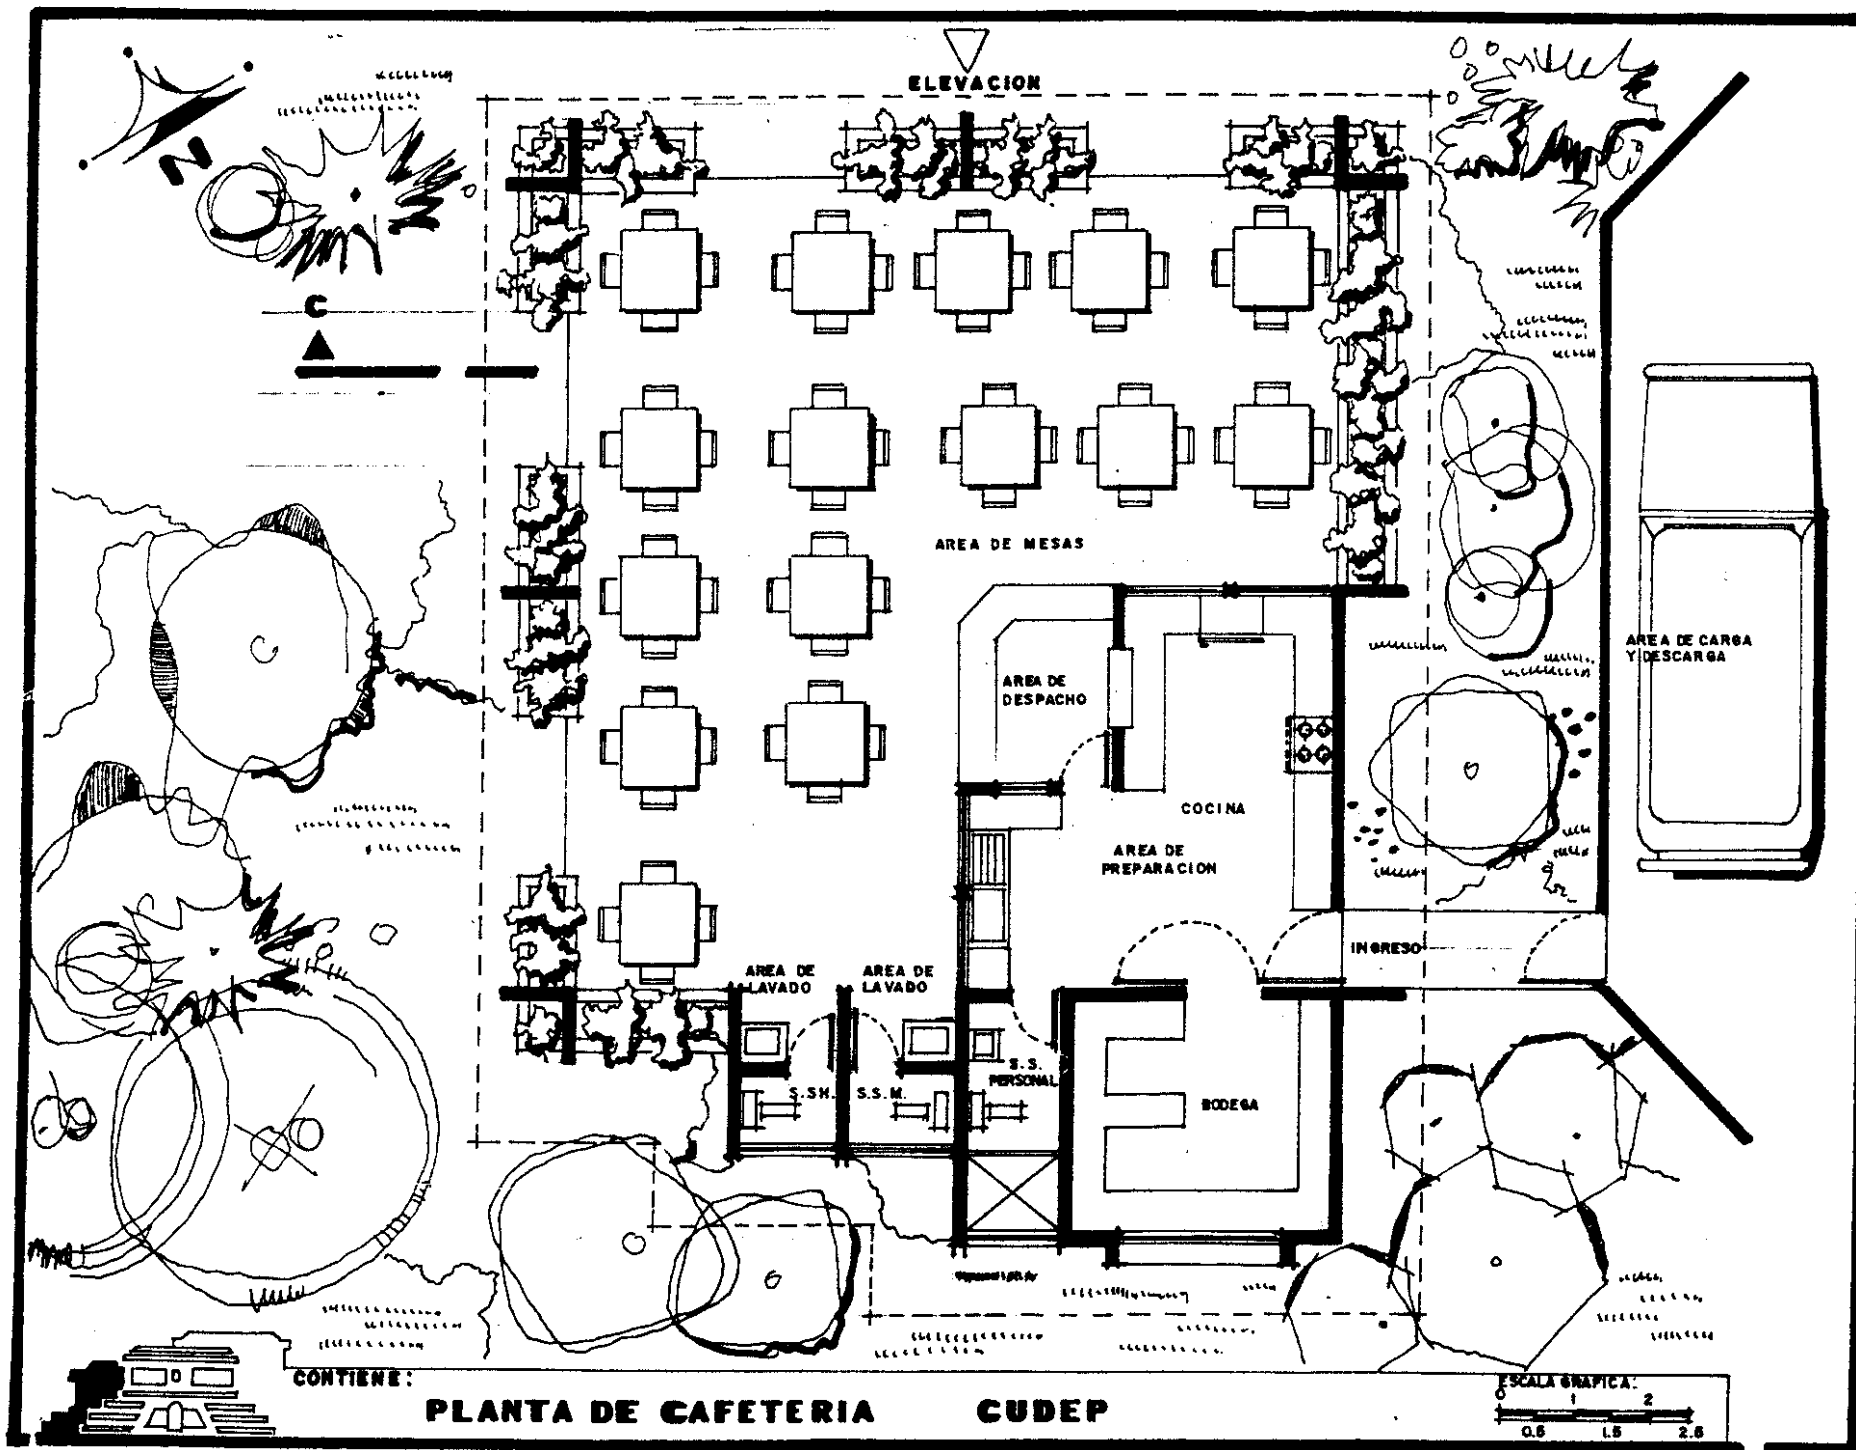 ELEVACION
N
C
AREA DE MESAS
AREA DE CARGA
Y DESCARGA
AREA DE
DESPACHO
COCINA
AREA DE
PREPARACION
INGRESO
AREA DE
LAVADO
AREA DE
LAVADO
S.S.
PERSONAL
S.SH.
S.S.M.
BODEGA
CONTIENE:
PLANTA DE CAFETERIA CUDEP
ESCALA GRAFICA:
0 1 2
0.5 1.5 2.5